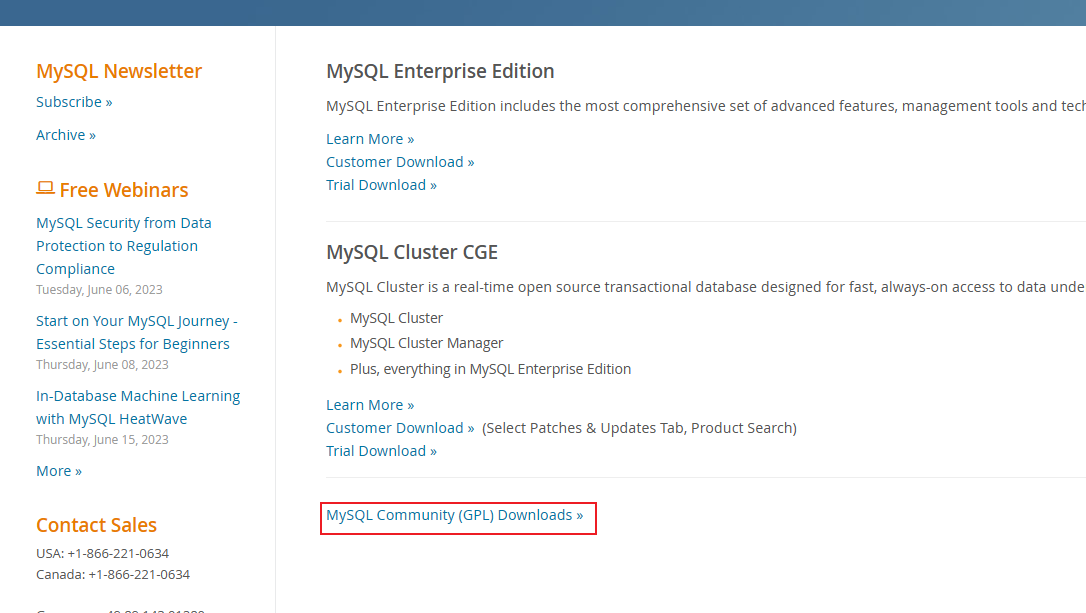 MySQL Newsletter
Subscribe »
Archive »
Free Webinars
MySQL Security from Data
Protection to Regulation
Compliance
Tuesday, June 06, 2023
Start on Your MySQL Journey -
Essential Steps for Beginners
Thursday, June 08, 2023
In-Database Machine Learning
with MySQL HeatWave
Thursday, June 15, 2023
More »
Contact Sales
USA: +1-866-221-0634
Canada: +1-866-221-0634
MySQL Enterprise Edition
MySQL Enterprise Edition includes the most comprehensive set of advanced features, management tools and tech
Learn More »
Customer Download »
Trial Download »
MySQL Cluster CGE
MySQL Cluster is a real-time open source transactional database designed for fast, always-on access to data unde
• MySQL Cluster
• MySQL Cluster Manager
• Plus, everything in MySQL Enterprise Edition
Learn More »
Customer Download » (Select Patches & Updates Tab, Product Search)
Trial Download »
MySQL Community (GPL) Downloads »